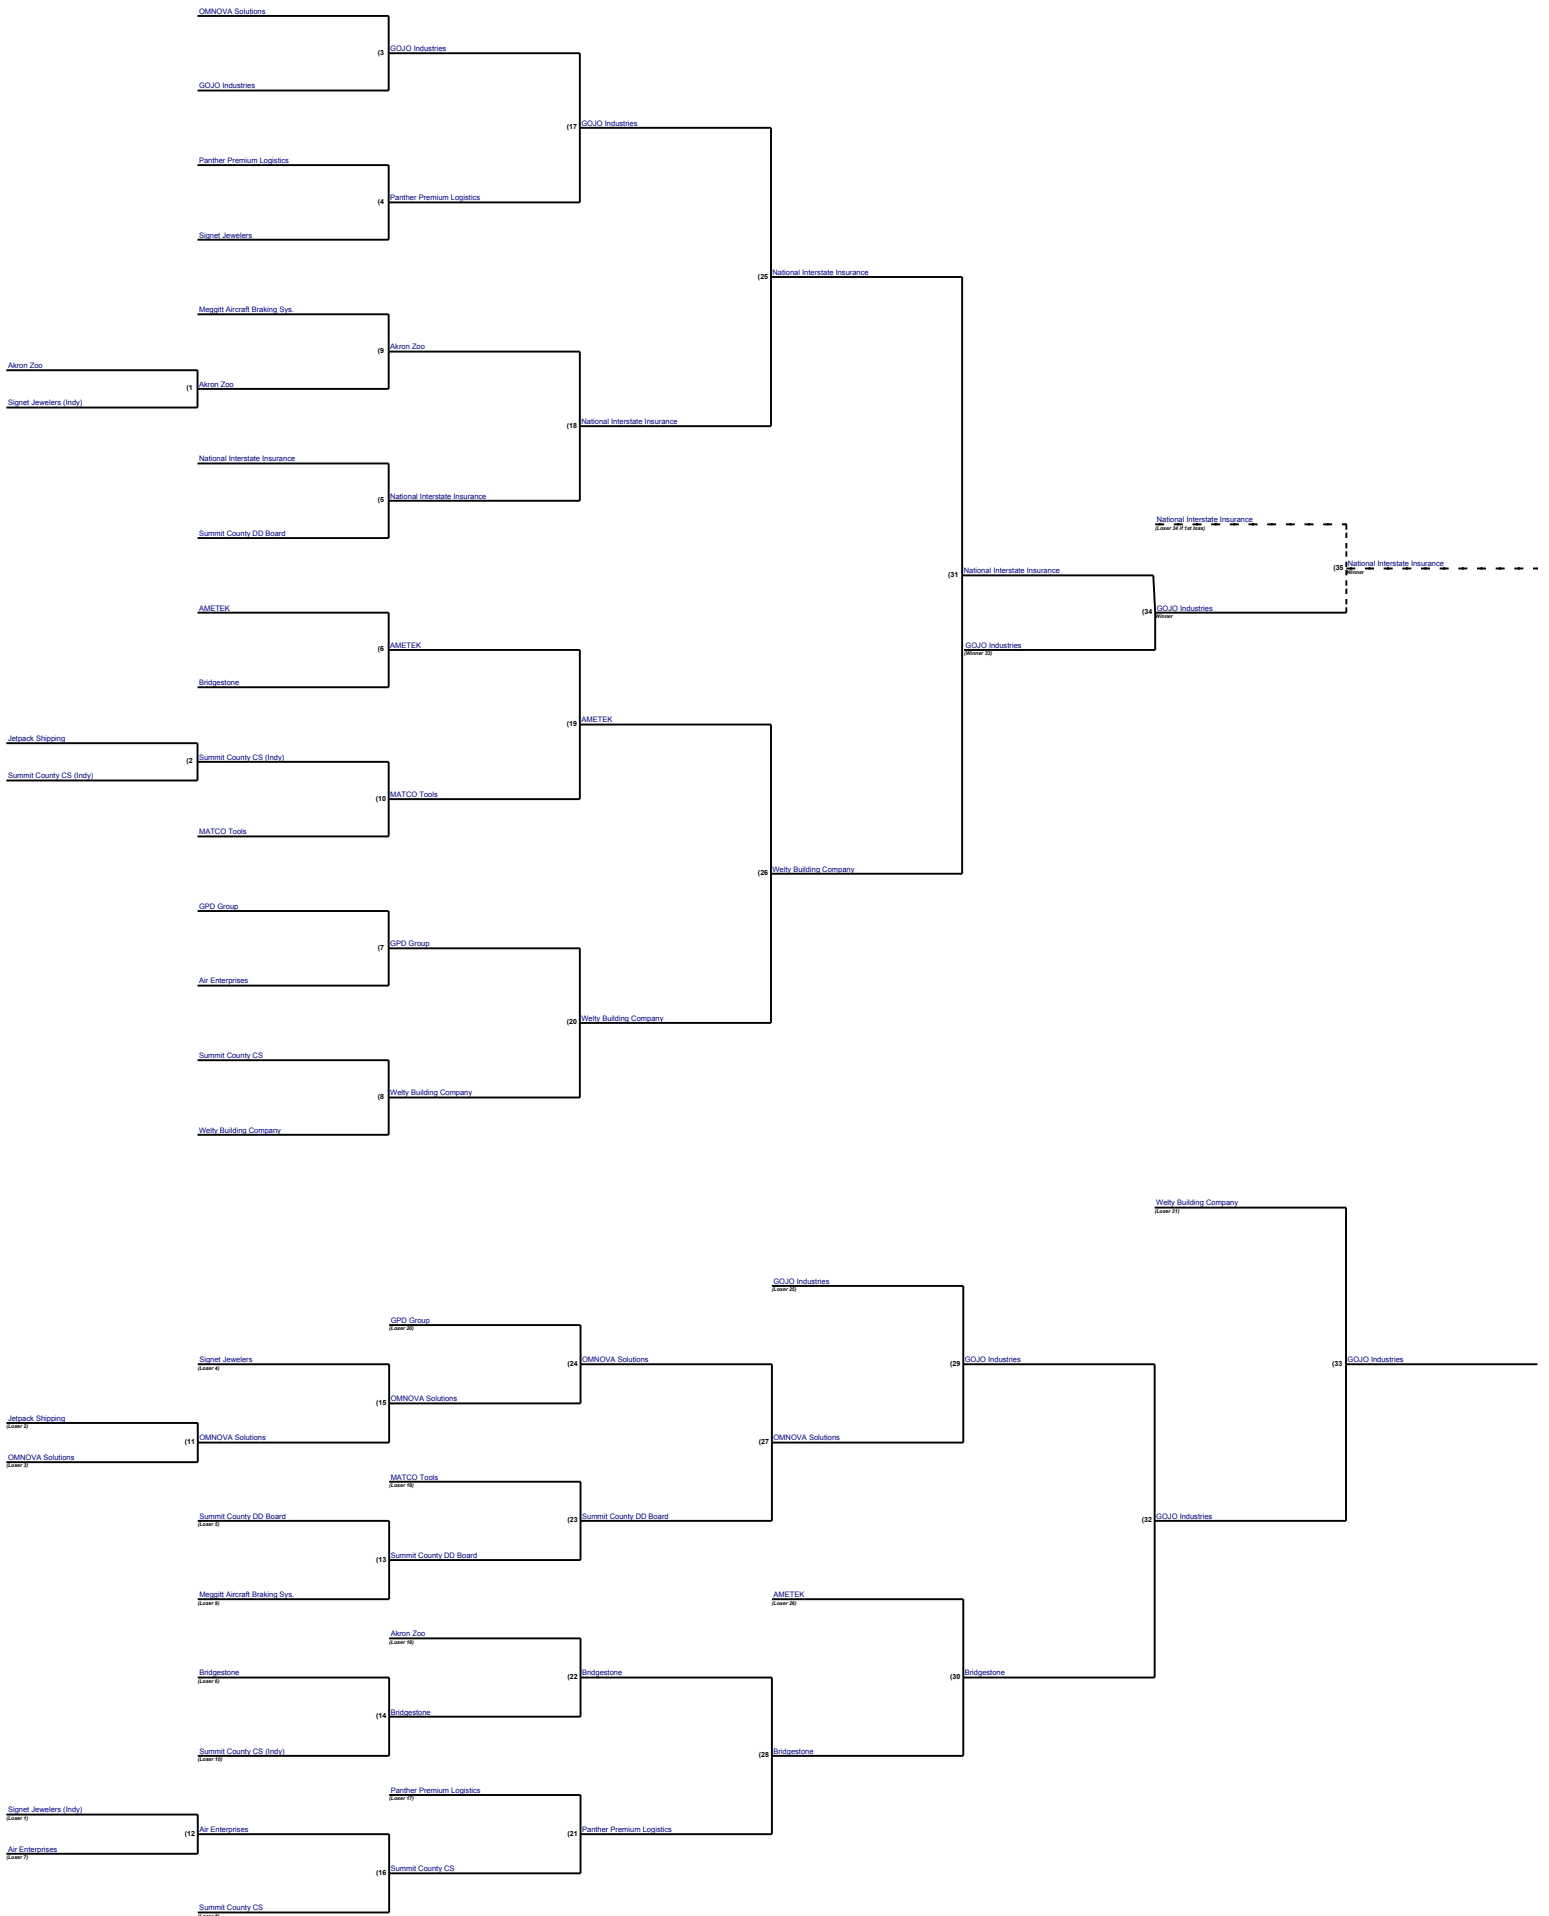 OMNOVA Solutions
(3
GOJO Industries
GOJO Industries
(17
GOJO Industries
Panther Premium Logistics
(4
Panther Premium Logistics
Signet Jewelers
(25
National Interstate Insurance
Meggitt Aircraft Braking Sys.
(9
Akron Zoo
Akron Zoo
(1
Akron Zoo
Signet Jewelers (Indy)
(18
National Interstate Insurance
National Interstate Insurance
(5
National Interstate Insurance
Summit County DD Board
National Interstate Insurance
(Loser 34 if 1st loss)
(35
National Interstate Insurance
Winner
(31
National Interstate Insurance
(34
GOJO Industries
Winner
GOJO Industries
(Winner 33)
AMETEK
(6
AMETEK
Bridgestone
(19
AMETEK
Jetpack Shipping
(2
Summit County CS (Indy)
Summit County CS (Indy)
(10
MATCO Tools
MATCO Tools
(26
Welty Building Company
GPD Group
(7
GPD Group
Air Enterprises
(20
Welty Building Company
Summit County CS
(8
Welty Building Company
Welty Building Company
Welty Building Company
(Loser 31)
GOJO Industries
(Loser 25)
GPD Group
(Loser 20)
Signet Jewelers
(Loser 4)
(24
OMNOVA Solutions
(29
GOJO Industries
(33
GOJO Industries
(15
OMNOVA Solutions
Jetpack Shipping
(Loser 2)
(11
OMNOVA Solutions
(27
OMNOVA Solutions
OMNOVA Solutions
(Loser 3)
MATCO Tools
(Loser 19)
Summit County DD Board
(Loser 5)
(23
Summit County DD Board
(32
GOJO Industries
(13
Summit County DD Board
Meggitt Aircraft Braking Sys.
(Loser 9)
AMETEK
(Loser 26)
Akron Zoo
(Loser 18)
Bridgestone
(Loser 6)
(22
Bridgestone
(30
Bridgestone
(14
Bridgestone
Summit County CS (Indy)
(Loser 10)
(28
Bridgestone
Panther Premium Logistics
(Loser 17)
Signet Jewelers (Indy)
(Loser 1)
(12
Air Enterprises
(21
Panther Premium Logistics
Air Enterprises
(Loser 7)
(16
Summit County CS
Summit County CS